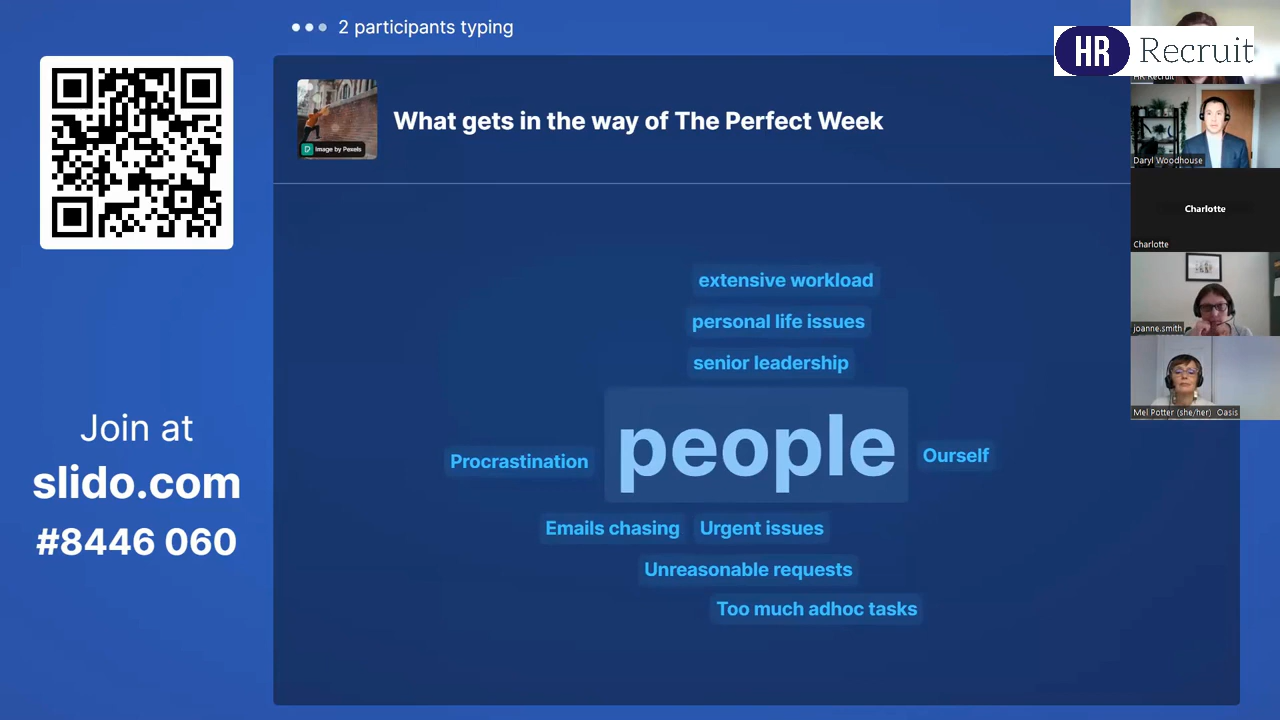 2 participants typing
HR Recruit
What gets in the way of The Perfect Week
Image by Pexels
HR Recruit
Daryl Woodhouse
Charlotte
Charlotte
joanne.smith
Mel Potter (she/her) Oasis
extensive workload
personal life issues
senior leadership
people
Procrastination
Ourself
Emails chasing
Urgent issues
Unreasonable requests
Too much adhoc tasks
Join at
slido.com
#8446 060